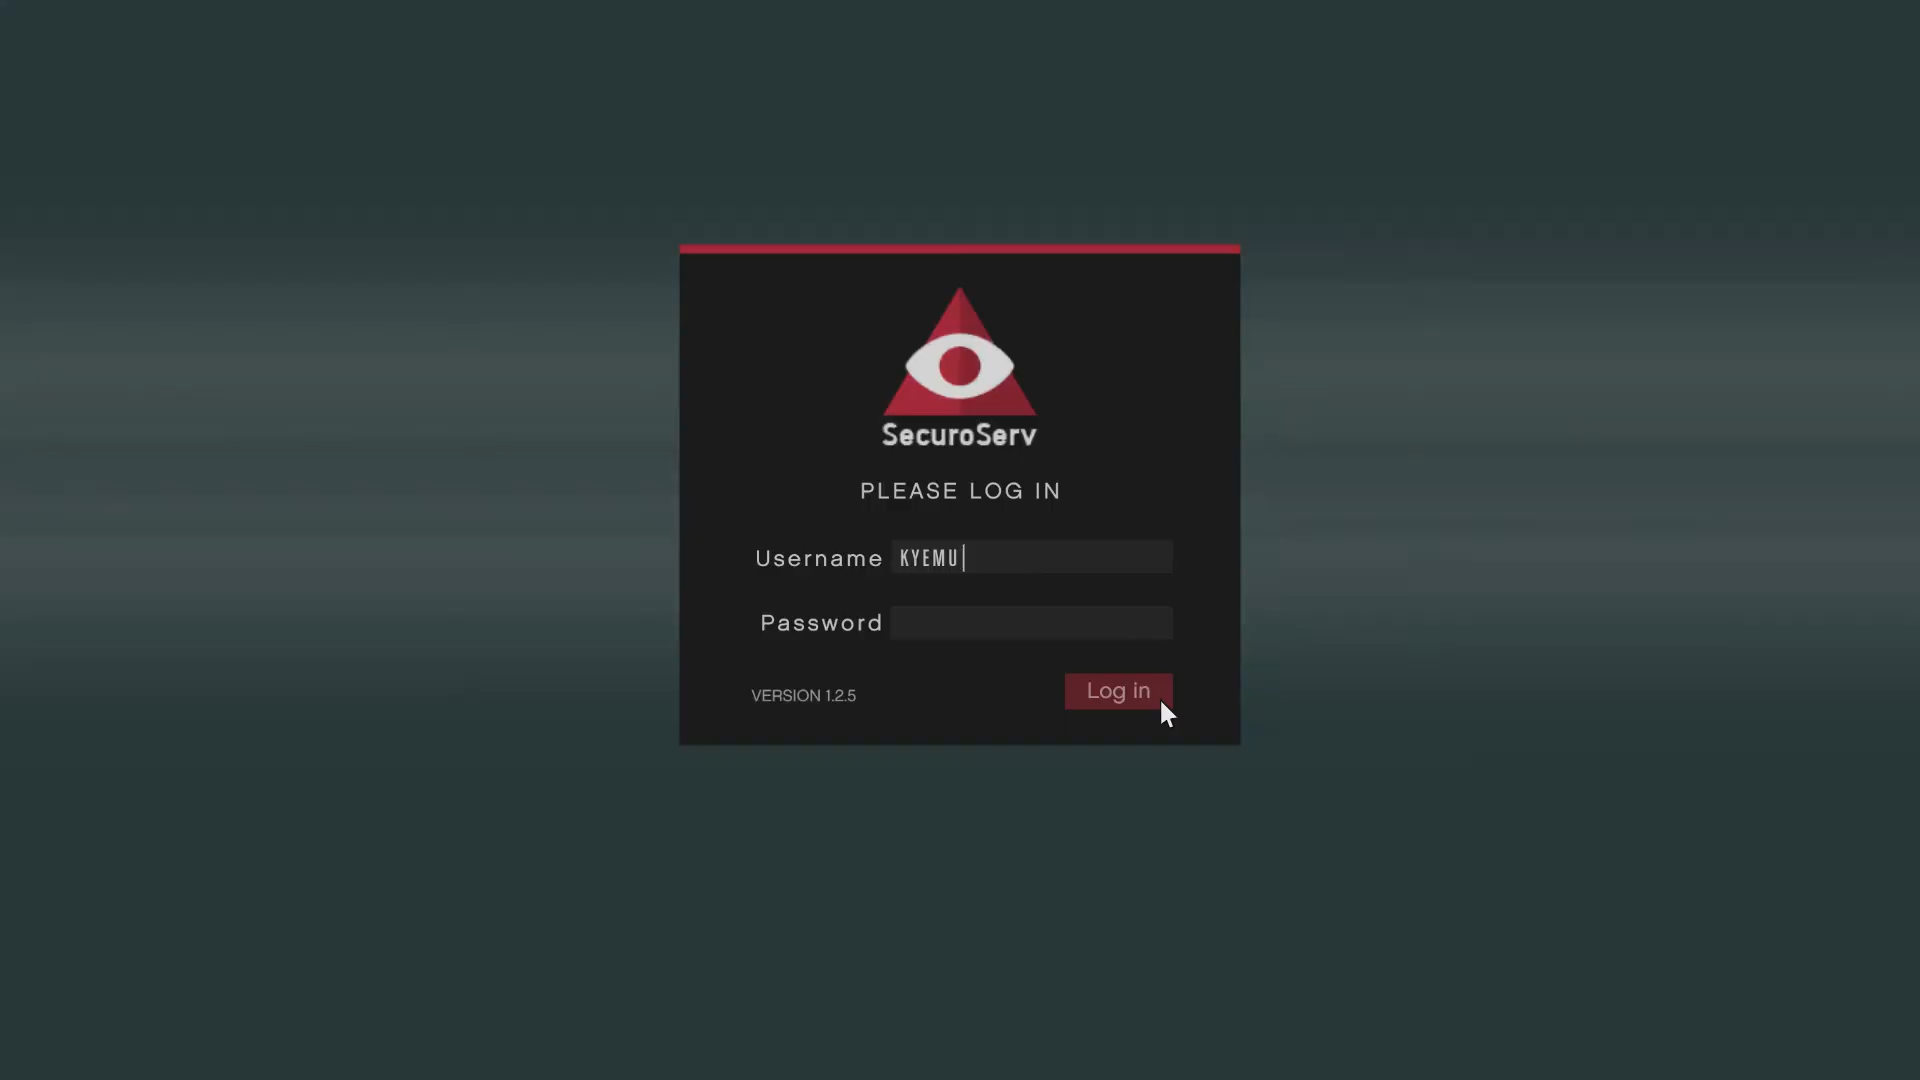 SecuroServ
PLEASE LOG IN
Username KYEMU
Password
VERSION 1.2.5 Log in